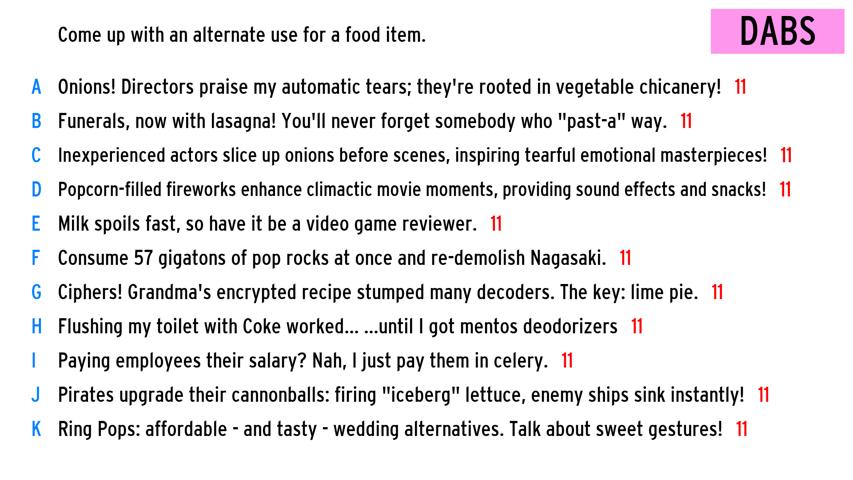 Come up with an alternate use for a food item.
DABS
A Onions! Directors praise my automatic tears; they're rooted in vegetable chicanery! 11
B Funerals, now with lasagna! You'll never forget somebody who "past-a" way. 11
C Inexperienced actors slice up onions before scenes, inspiring tearful emotional masterpieces! 11
D Popcorn-filled fireworks enhance climactic movie moments, providing sound effects and snacks! 11
E Milk spoils fast, so have it be a video game reviewer. 11
F Consume 57 gigatons of pop rocks at once and re-demolish Nagasaki. 11
G Ciphers! Grandma's encrypted recipe stumped many decoders. The key: lime pie. 11
H Flushing my toilet with Coke worked... ...until I got mentos deodorizers 11
I Paying employees their salary? Nah, I just pay them in celery. 11
J Pirates upgrade their cannonballs: firing "iceberg" lettuce, enemy ships sink instantly! 11
K Ring Pops: affordable - and tasty - wedding alternatives. Talk about sweet gestures! 11